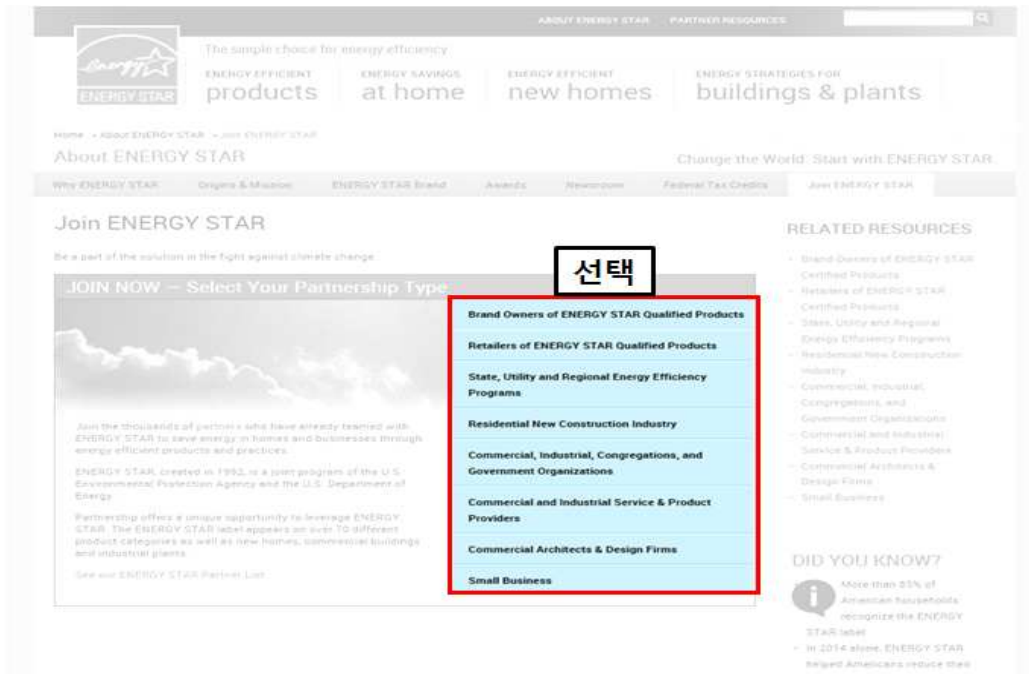 ABOUT ENERGY STAR PARTNER RESOURCES
The simple choice for energy efficiency
ENERGY STAR
ENERGY EFFICIENT
products
ENERGY SAVINGS
at home
ENERGY EFFICIENT
new homes
ENERGY STRATEGIES FOR
buildings & plants
Home » About ENERGY STAR » Join ENERGY STAR
About ENERGY STAR
Change the World. Start with ENERGY STAR.
Why ENERGY STAR Origins & Mission ENERGY STAR Brand Awards Newsroom Federal Tax Credits Join ENERGY STAR
Join ENERGY STAR
Be a part of the solution in the fight against climate change.
선택
JOIN NOW — Select Your Partnership Type
Brand Owners of ENERGY STAR Qualified Products
Retailers of ENERGY STAR Qualified Products
State, Utility and Regional Energy Efficiency
Programs
Residential New Construction Industry
Commercial, Industrial, Congregations, and
Government Organizations
Commercial and Industrial Service & Product
Providers
Commercial Architects & Design Firms
Small Business
Join the thousands of partners who have already teamed with
ENERGY STAR to save energy in homes and businesses through
energy efficient products and practices.
ENERGY STAR, created in 1992, is a joint program of the U.S.
Environmental Protection Agency and the U.S. Department of
Energy.
Partnership offers a unique opportunity to leverage ENERGY
STAR. The ENERGY STAR label appears on over 70 different
product categories as well as new homes, commercial buildings
and industrial plants.
See our ENERGY STAR Partner List
RELATED RESOURCES
Brand Owners of ENERGY STAR
Certified Products
Retailers of ENERGY STAR
Certified Products
State, Utility and Regional
Energy Efficiency Programs
Residential New Construction
Industry
Commercial, Industrial,
Congregations, and
Government Organizations
Commercial and Industrial
Service & Product Providers
Commercial Architects &
Design Firms
Small Business
DID YOU KNOW?
More than 85% of
American households
recognize the ENERGY
STAR label
In 2014 alone, ENERGY STAR
helped Americans reduce their